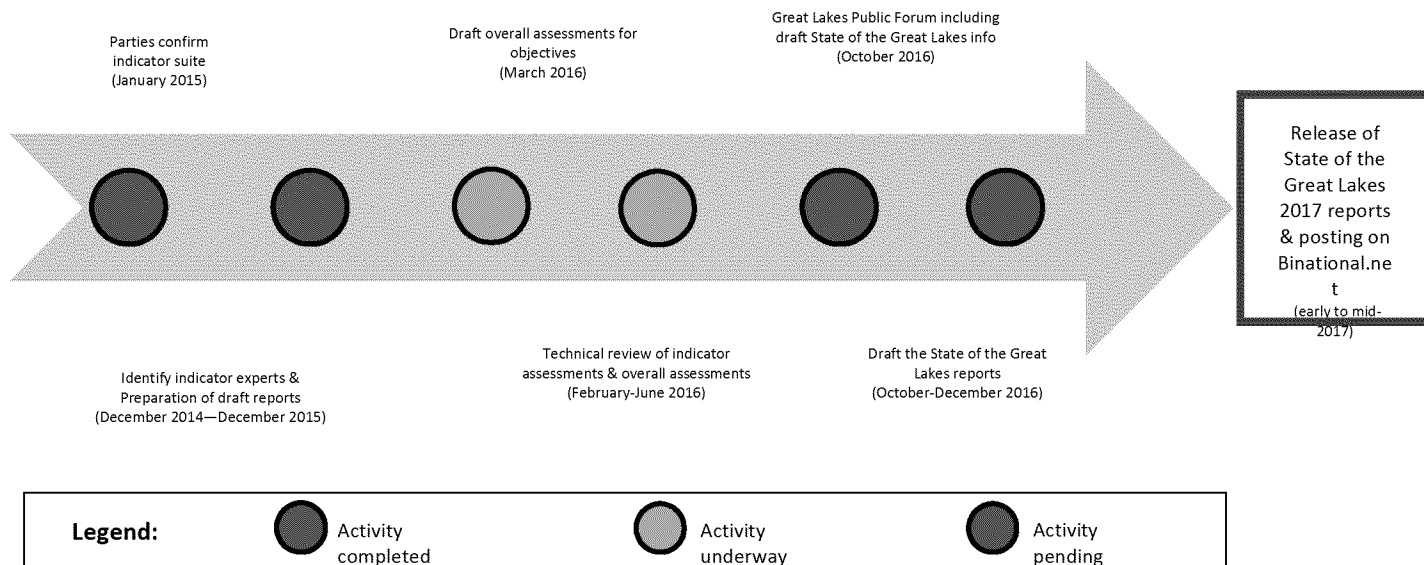 Parties confirm
indicator suite
(January 2015)
Draft overall assessments for
objectives
(March 2016)
Great Lakes Public Forum including
draft State of the Great Lakes info
(October 2016)
Release of
State of the
Great Lakes
2017 reports
& posting on
Binational.ne
t
(early to mid-
2017)
Identify indicator experts &
Preparation of draft reports
(December 2014—December 2015)
Technical review of indicator
assessments & overall assessments
(February-June 2016)
Draft the State of the Great
Lakes reports
(October-December 2016)
Legend:
Activity
completed
Activity
underway
Activity
pending